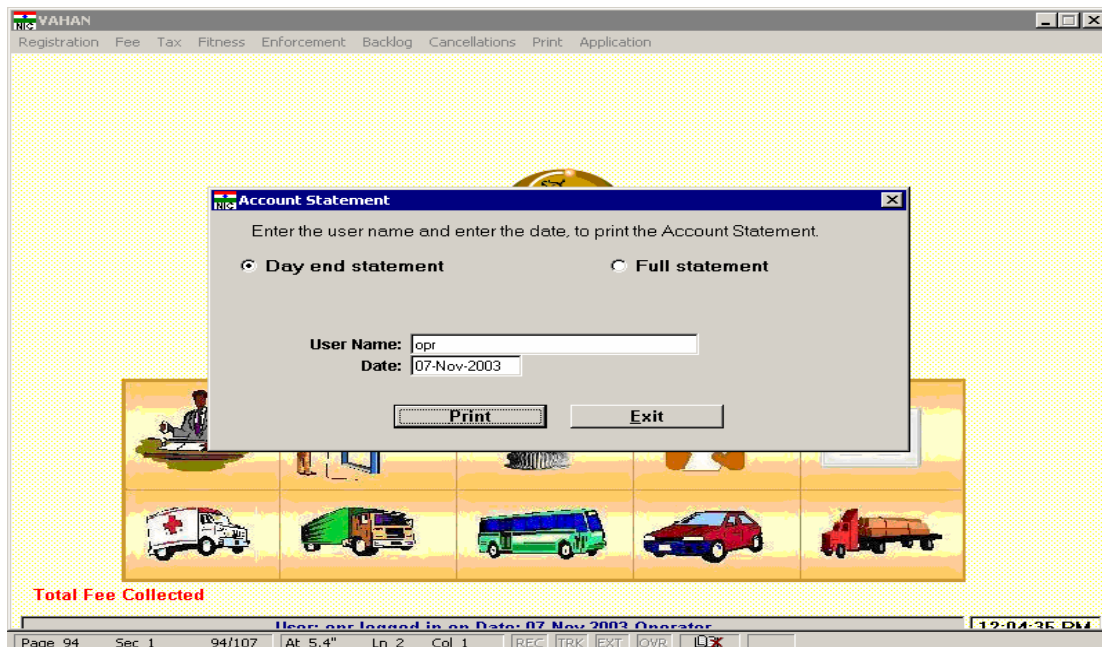 NIC VAHAN
Registration Fee Tax Fitness Enforcement Backlog Cancellations Print Application
NIC Account Statement
Enter the user name and enter the date, to print the Account Statement.
Day end statement Full statement
User Name: opr
Date: 07-Nov-2003
Print Exit
Total Fee Collected
User: opr logged in on Date: 07 Nov 2003 Operator 12:04:35 PM
Page 94 Sec 1 94/107 At 5.4" Ln 2 Col 1 REC TRK EXT OVR